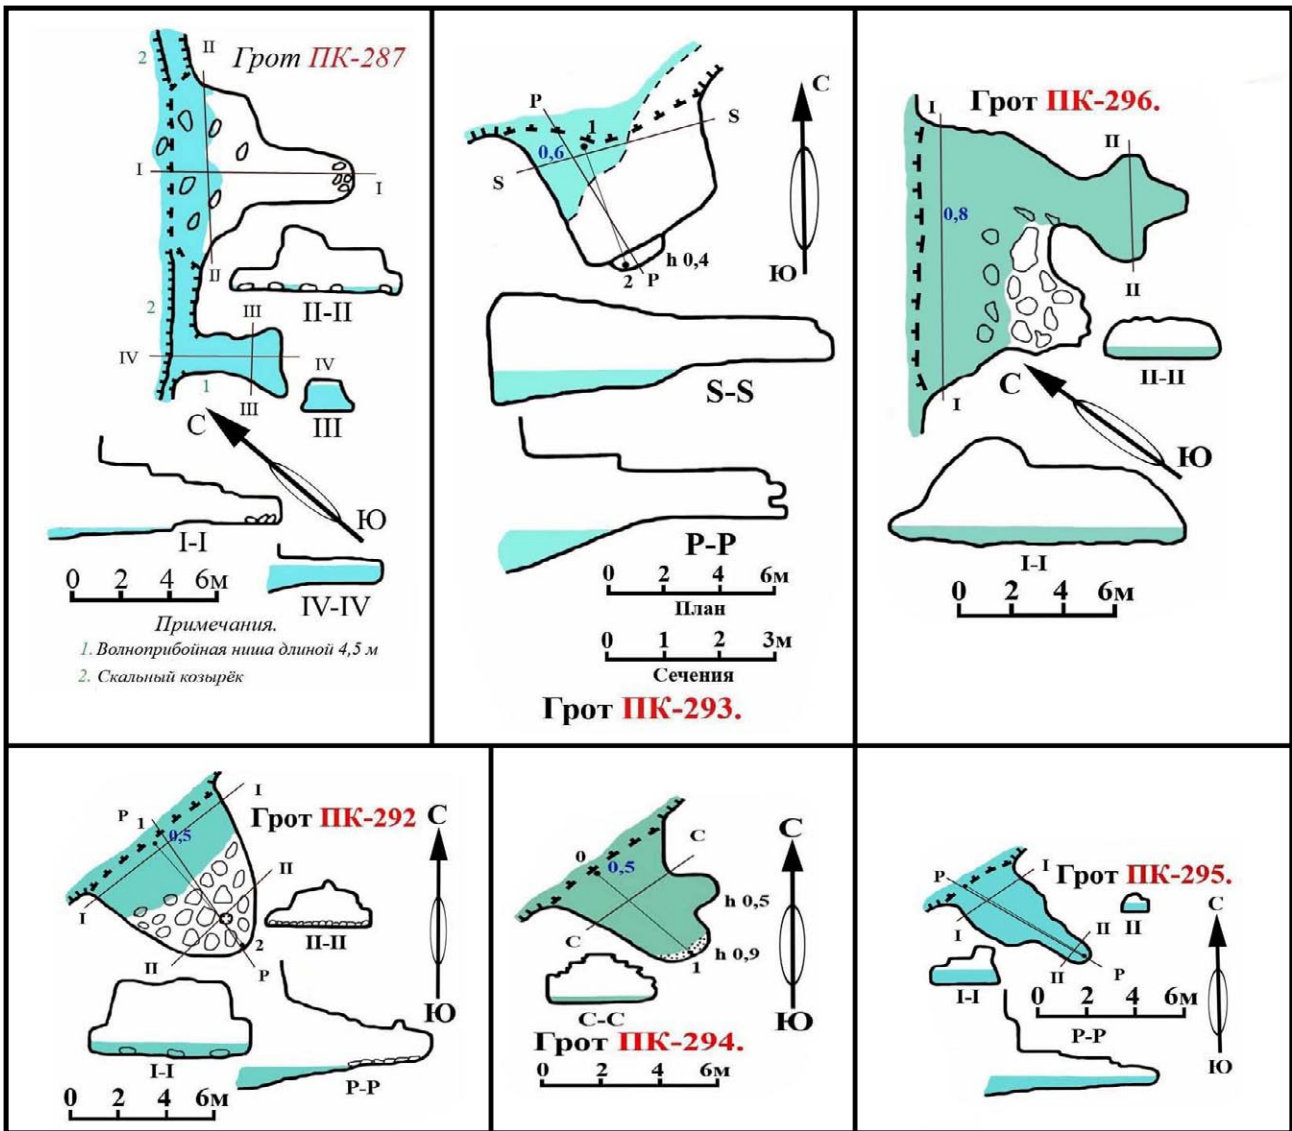 2
II
Грот ПК-287
I
I
II
II-II
2
III
IV
IV
1
III
III
С
Ю
I-I
0 2 4 6м
IV-IV
Примечания.
1. Волноприбойная ниша длиной 4,5 м
2. Скальный козырёк
С
P
1
S
0,6
S
h 0,4
2
P
Ю
S-S
P-P
0 2 4 6м
План
0 1 2 3м
Сечения
Грот ПК-293.
I
Грот ПК-296.
II
0,8
II
I
С
II-II
Ю
I-I
0 2 4 6м
I
P
1
Грот ПК-292
С
0,5
II
I
II-II
2
II
P
Ю
I-I
P-P
0 2 4 6м
С
0
С
0,5
h 0,5
С
h 0,9
1
С-С
Ю
Грот ПК-294.
0 2 4 6м
P
I
Грот ПК-295.
II
С
I
II
II
P
I-I
0 2 4 6м
P-P
Ю